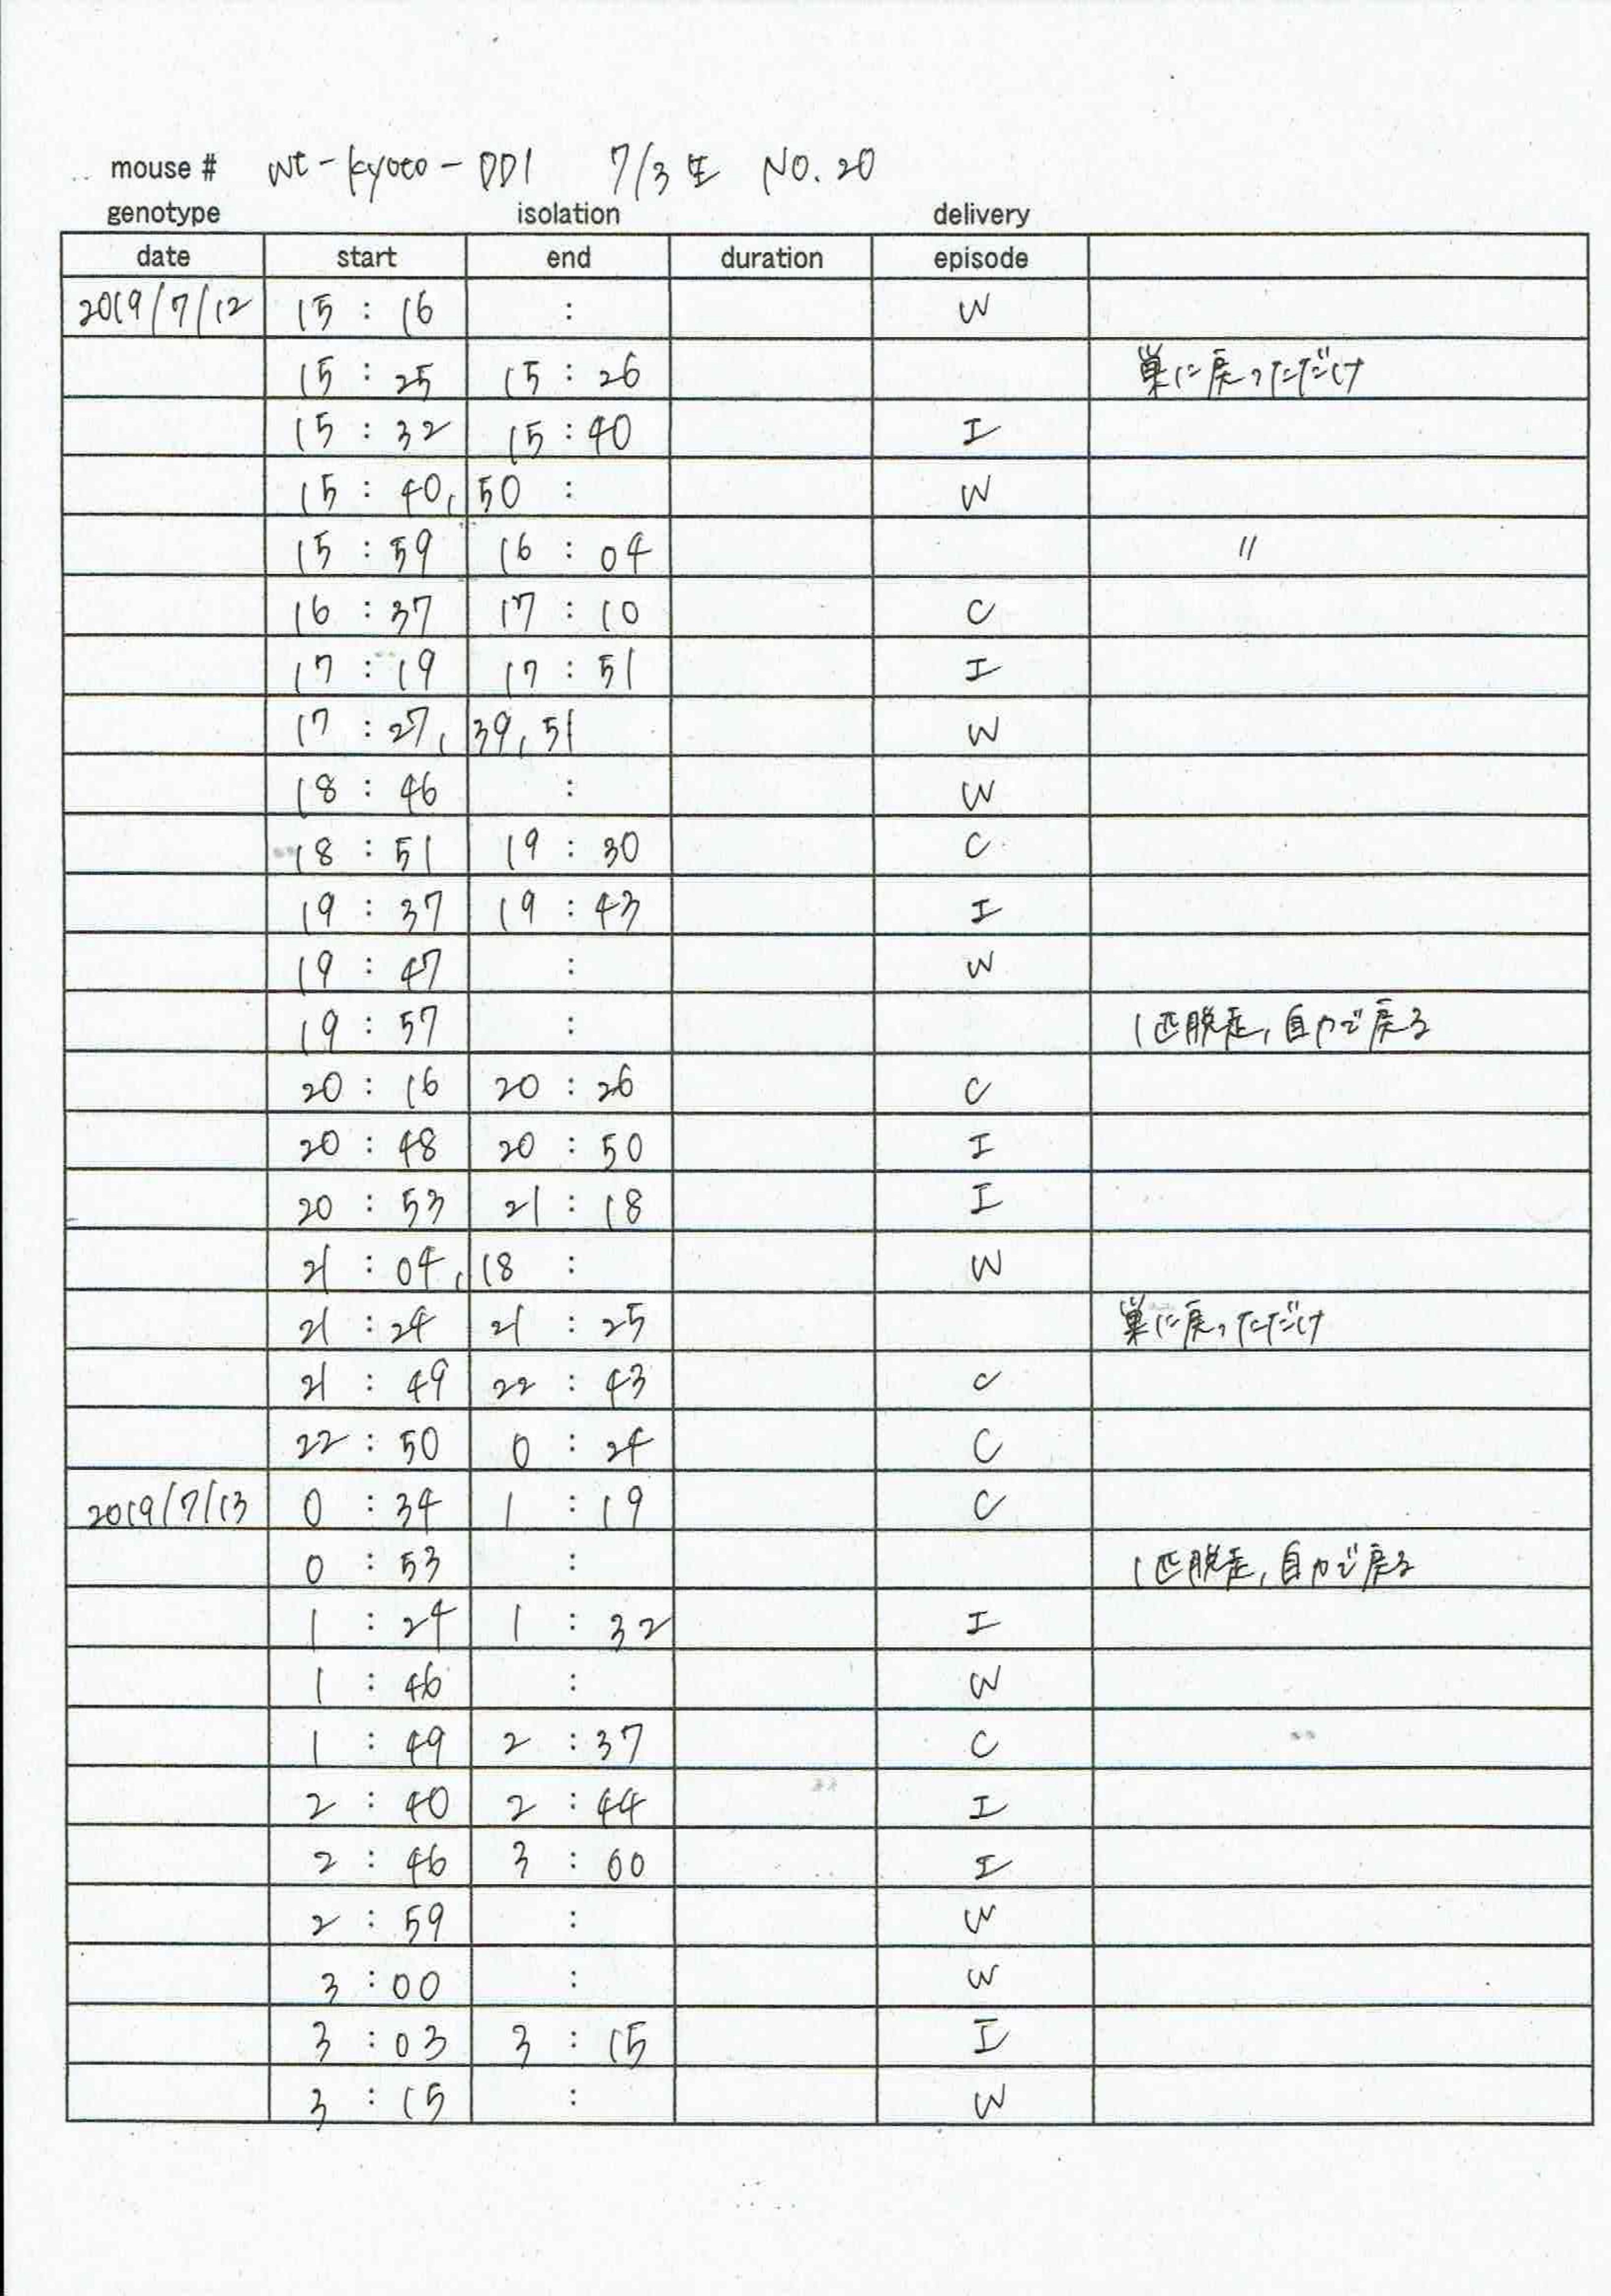 mouse # wt-kyoto-DD1 7/3生 No.20
genotype isolation delivery
date start end duration episode
2019/7/12 15:16 : W
15:25 15:26 巣に戻っただけ
15:32 15:40 I
15:40, 50 : W
15:59 16:04 〃
16:37 17:10 C
17:19 17:51 I
17:27, 39, 51 W
18:46 : W
18:51 19:30 C
19:37 19:43 I
19:47 : W
19:57 : 1匹脱走, 自力で戻る
20:16 20:26 C
20:48 20:50 I
20:53 21:18 I
21:04, 18 : W
21:24 21:25 巣に戻っただけ
21:49 22:43 C
22:50 0:24 C
2019/7/13 0:34 1:19 C
0:53 : 1匹脱走, 自力で戻る
1:24 1:32 I
1:46 : W
1:49 2:37 C
2:40 2:44 I
2:46 3:00 I
2:59 : W
3:00 : W
3:03 3:15 I
3:15 : W